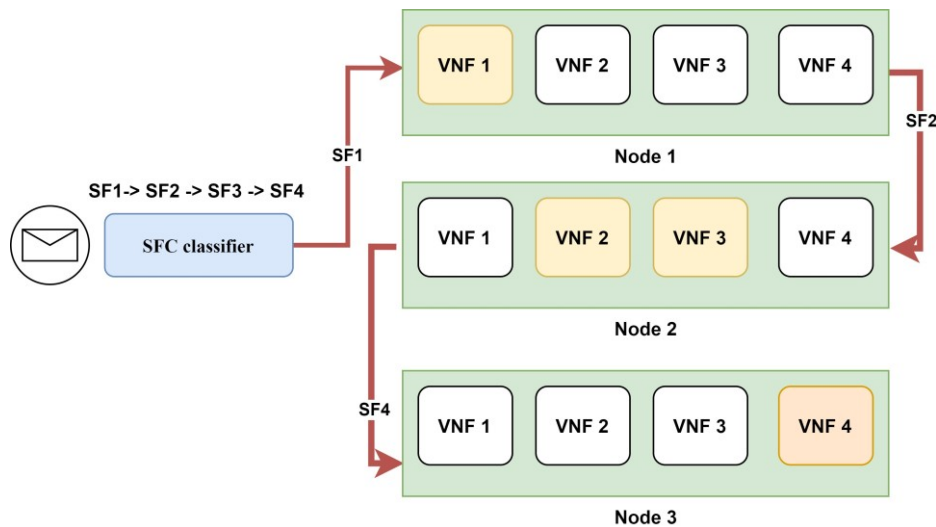 VNF 1
VNF 2
VNF 3
VNF 4
SF2
SF1
Node 1
SF1-> SF2 -> SF3 -> SF4
SFC classifier
VNF 1
VNF 2
VNF 3
VNF 4
Node 2
SF4
VNF 1
VNF 2
VNF 3
VNF 4
Node 3